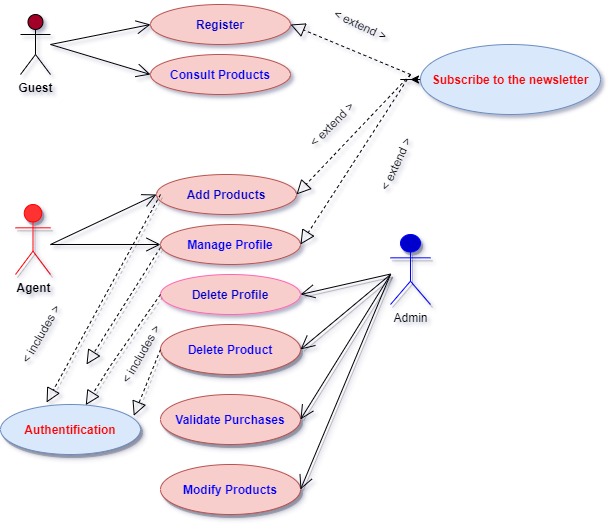 Register
< extend >
Consult Products
Subscribe to the newsletter
Guest
< extend >
< extend >
Add Products
Manage Profile
Agent
Delete Profile
Admin
< includes >
< includes >
Delete Product
Validate Purchases
Authentification
Modify Products